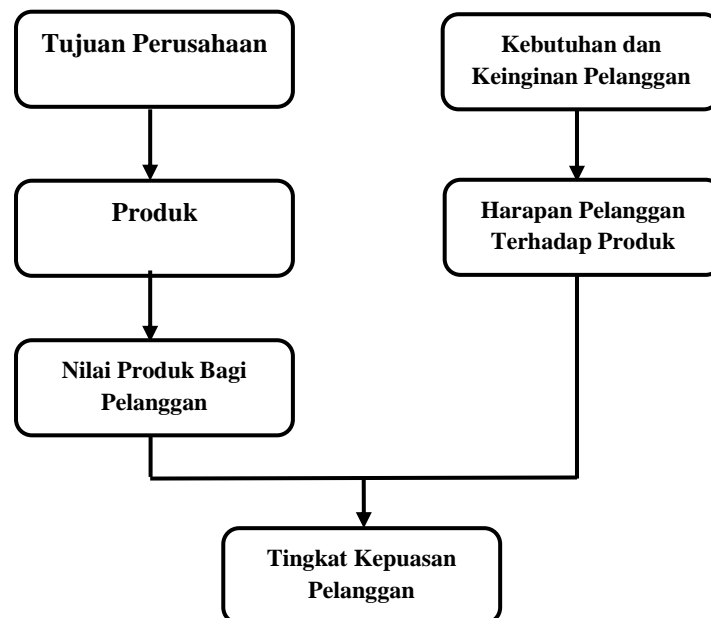 Tujuan Perusahaan
Kebutuhan dan
Keinginan Pelanggan
Produk
Harapan Pelanggan
Terhadap Produk
Nilai Produk Bagi
Pelanggan
Tingkat Kepuasan
Pelanggan